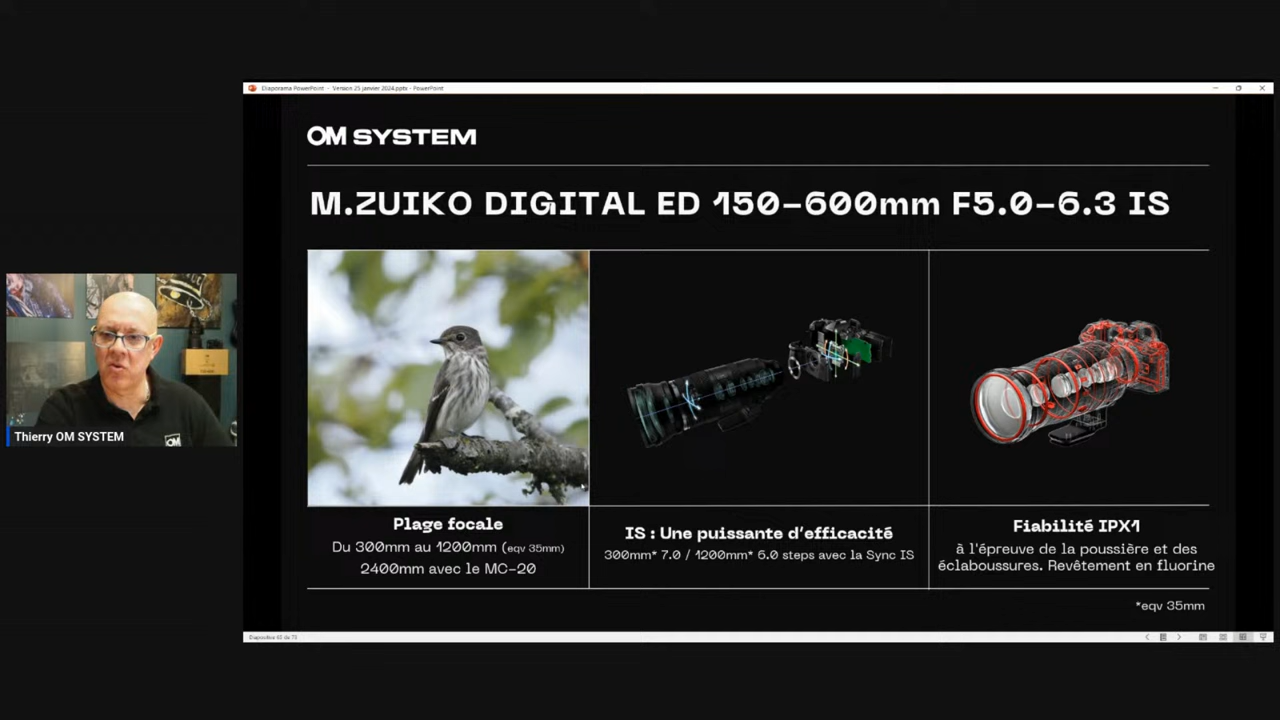 Diaporama PowerPoint - Version 25 janvier 2024.pptx - PowerPoint
OM SYSTEM
M.ZUIKO DIGITAL ED 150-600mm F5.0-6.3 IS
Thierry OM SYSTEM
OM
Plage focale
Du 300mm au 1200mm (eqv 35mm)
2400mm avec le MC-20
IS : Une puissante d'efficacité
300mm* 7.0 / 1200mm* 6.0 steps avec la Sync IS
Fiabilité IPX1
à l'épreuve de la poussière et des
éclaboussures. Revêtement en fluorine
*eqv 35mm